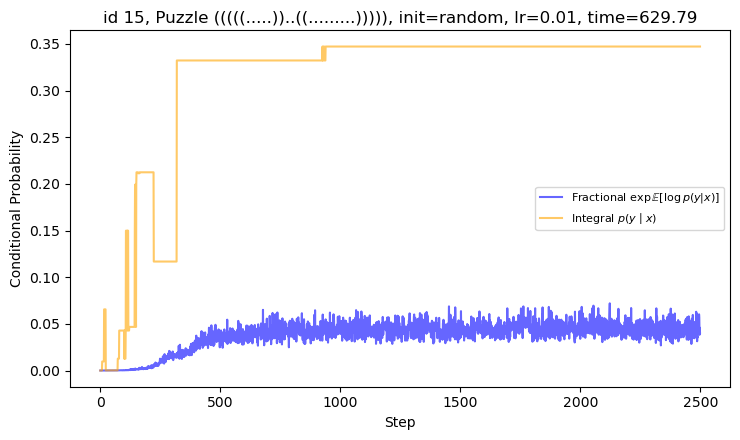 id 15, Puzzle (((((.....))..((.........))))), init=random, lr=0.01, time=629.79
0.35
0.30
0.25
0.20
0.15
0.10
0.05
0.00
Conditional Probability
Fractional exp𝔼[log p(y|x)]
Integral p(y | x)
0 500 1000 1500 2000 2500
Step